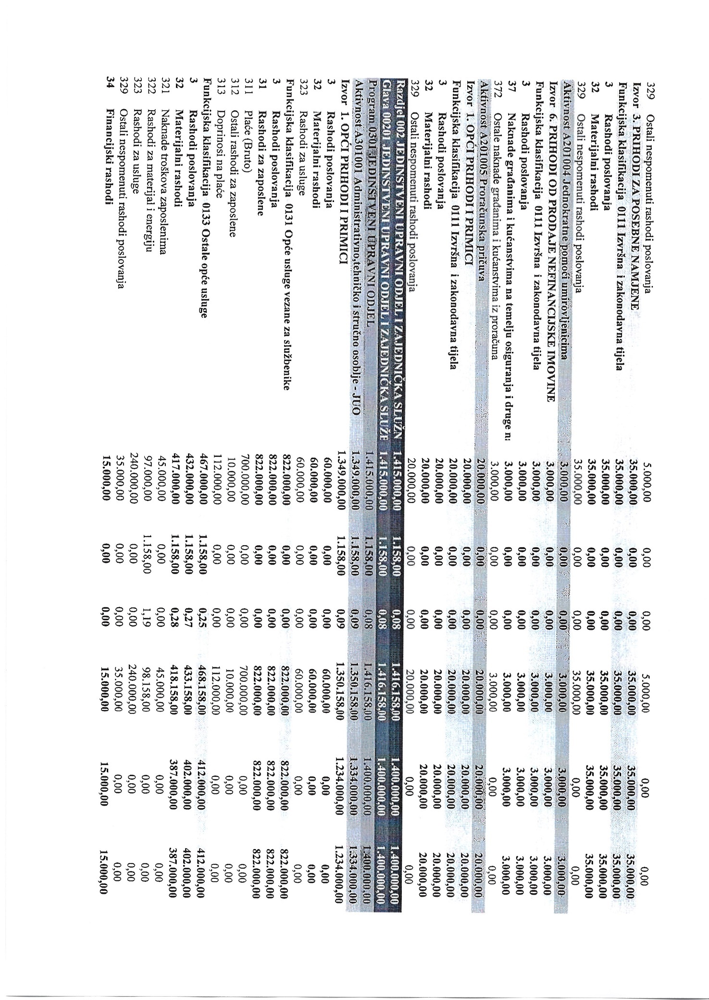 329 Ostali nespomenuti rashodi poslovanja 5.000,00 0,00 0,00 5.000,00 0,00 0,00
Izvor 3. PRIHODI ZA POSEBNE NAMJENE 35.000,00 0,00 0,00 35.000,00 35.000,00 35.000,00
Funkcijska klasifikacija 0111 Izvršna i zakonodavna tijela 35.000,00 0,00 0,00 35.000,00 35.000,00 35.000,00
3 Rashodi poslovanja 35.000,00 0,00 0,00 35.000,00 35.000,00 35.000,00
32 Materijalni rashodi 35.000,00 0,00 0,00 35.000,00 35.000,00 35.000,00
329 Ostali nespomenuti rashodi poslovanja 35.000,00 0,00 0,00 35.000,00 0,00 0,00
Aktivnost A201004 Jednokratne pomoći umirovljenicima 3.000,00 0,00 0,00 3.000,00 3.000,00 3.000,00
Izvor 6. PRIHODI OD PRODAJE NEFINANCIJSKE IMOVINE 3.000,00 0,00 0,00 3.000,00 3.000,00 3.000,00
Funkcijska klasifikacija 0111 Izvršna i zakonodavna tijela 3.000,00 0,00 0,00 3.000,00 3.000,00 3.000,00
3 Rashodi poslovanja 3.000,00 0,00 0,00 3.000,00 3.000,00 3.000,00
37 Naknade građanima i kućanstvima na temelju osiguranja i druge n: 3.000,00 0,00 0,00 3.000,00 3.000,00 3.000,00
372 Ostale naknade građanima i kućanstvima iz proračuna 3.000,00 0,00 0,00 3.000,00 0,00 0,00
Aktivnost A201005 Proračunska pričuva 20.000,00 0,00 0,00 20.000,00 20.000,00 20.000,00
Izvor 1. OPĆI PRIHODI I PRIMICI 20.000,00 0,00 0,00 20.000,00 20.000,00 20.000,00
Funkcijska klasifikacija 0111 Izvršna i zakonodavna tijela 20.000,00 0,00 0,00 20.000,00 20.000,00 20.000,00
3 Rashodi poslovanja 20.000,00 0,00 0,00 20.000,00 20.000,00 20.000,00
32 Materijalni rashodi 20.000,00 0,00 0,00 20.000,00 20.000,00 20.000,00
329 Ostali nespomenuti rashodi poslovanja 20.000,00 0,00 0,00 20.000,00 0,00 0,00
Razdjel 002 JEDINSTVENI UPRAVNI ODJEL I ZAJEDNIČKA SLUŽN 1.415.000,00 1.158,00 0,08 1.416.158,00 1.400.000,00 1.400.000,00
Glava 00201 JEDINSTVENI UPRAVNI ODJEL I ZAJEDNIČKA SLUŽE 1.415.000,00 1.158,00 0,08 1.416.158,00 1.400.000,00 1.400.000,00
Program 0301 JEDINSTVENI UPRAVNI ODJEL 1.415.000,00 1.158,00 0,08 1.416.158,00 1.400.000,00 1.400.000,00
Aktivnost A301001 Administrativno,tehničko i stručno osoblje - JUO 1.349.000,00 1.158,00 0,09 1.350.158,00 1.334.000,00 1.334.000,00
Izvor 1. OPĆI PRIHODI I PRIMICI 1.349.000,00 1.158,00 0,09 1.350.158,00 1.234.000,00 1.234.000,00
3 Rashodi poslovanja 60.000,00 0,00 0,00 60.000,00 0,00 0,00
32 Materijalni rashodi 60.000,00 0,00 0,00 60.000,00 0,00 0,00
323 Rashodi za usluge 60.000,00 0,00 0,00 60.000,00 0,00 0,00
Funkcijska klasifikacija 0131 Opće usluge vezane za službenike 822.000,00 0,00 0,00 822.000,00 822.000,00 822.000,00
3 Rashodi poslovanja 822.000,00 0,00 0,00 822.000,00 822.000,00 822.000,00
31 Rashodi za zaposlene 822.000,00 0,00 0,00 822.000,00 822.000,00 822.000,00
311 Plaće (Bruto) 700.000,00 0,00 0,00 700.000,00 0,00 0,00
312 Ostali rashodi za zaposlene 10.000,00 0,00 0,00 10.000,00 0,00 0,00
313 Doprinosi na plaće 112.000,00 0,00 0,00 112.000,00 0,00 0,00
Funkcijska klasifikacija 0133 Ostale opće usluge 467.000,00 1.158,00 0,25 468.158,00 412.000,00 412.000,00
3 Rashodi poslovanja 432.000,00 1.158,00 0,27 433.158,00 402.000,00 402.000,00
32 Materijalni rashodi 417.000,00 1.158,00 0,28 418.158,00 387.000,00 387.000,00
321 Naknade troškova zaposlenima 45.000,00 0,00 0,00 45.000,00 0,00 0,00
322 Rashodi za materijal i energiju 97.000,00 1.158,00 1,19 98.158,00 0,00 0,00
323 Rashodi za usluge 240.000,00 0,00 0,00 240.000,00 0,00 0,00
329 Ostali nespomenuti rashodi poslovanja 35.000,00 0,00 0,00 35.000,00 0,00 0,00
34 Financijski rashodi 15.000,00 0,00 0,00 15.000,00 15.000,00 15.000,00